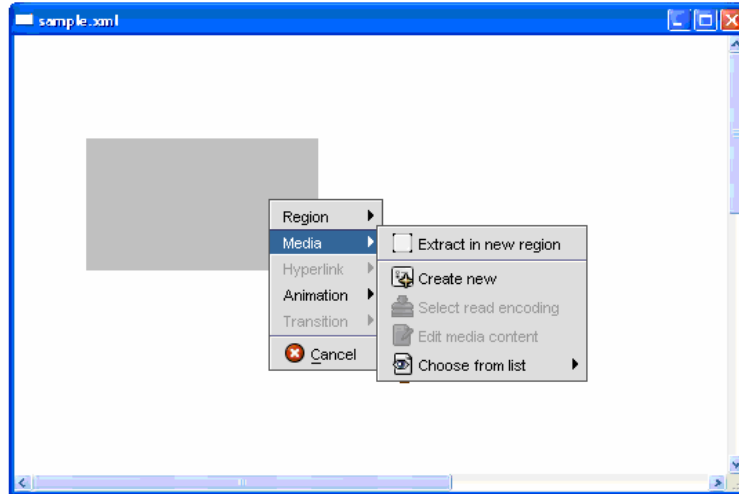 sample.xml
Region
Media
Extract in new region
Hyperlink
Create new
Animation
Select read encoding
Transition
Edit media content
Cancel
Choose from list